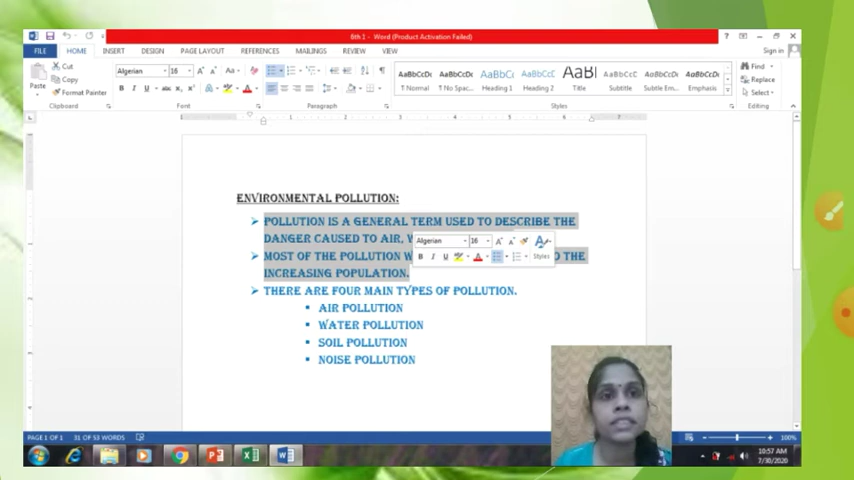 8th 1 - Word (Product Activation Failed)
FILE HOME INSERT DESIGN PAGE LAYOUT REFERENCES MAILINGS REVIEW VIEW Sign in
Paste
Cut
Copy
Format Painter
Clipboard
Algerian 16
Font
Paragraph
AaBbCcDc AaBbCcDc AaBbCc AaBbCcD AaBl AaBbCcD AaBbCcDc AaBbCcDc
¶ Normal ¶ No Spac... Heading 1 Heading 2 Title Subtitle Subtle Em... Emphasis
Styles
Find
Replace
Select
Editing
ENVIRONMENTAL POLLUTION:
POLLUTION IS A GENERAL TERM USED TO DESCRIBE THE
DANGER CAUSED TO AIR,
MOST OF THE POLLUTION THE
INCREASING POPULATION.
Algerian 16
Styles
THERE ARE FOUR MAIN TYPES OF POLLUTION.
AIR POLLUTION
WATER POLLUTION
SOIL POLLUTION
NOISE POLLUTION
PAGE 1 OF 1 31 OF 53 WORDS 100%
10:57 AM
7/30/2020